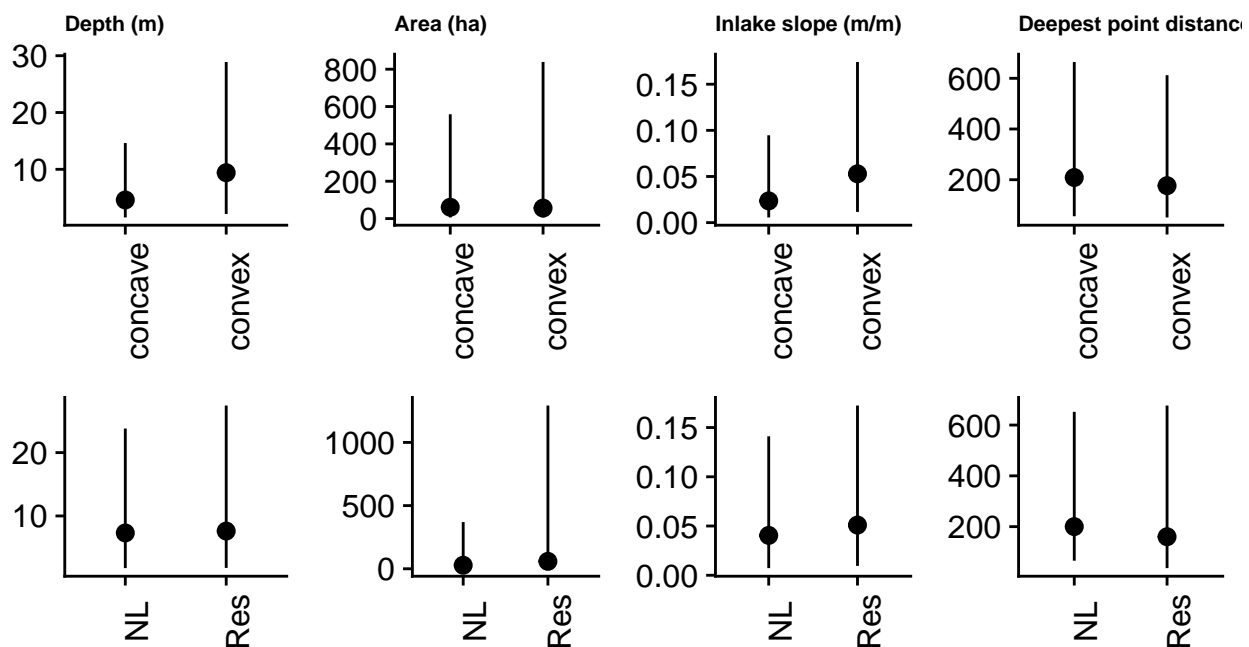 Depth (m)
30
20
10
concave
convex
Area (ha)
800
600
400
200
0
concave
convex
Inlake slope (m/m)
0.15
0.10
0.05
0.00
concave
convex
Deepest point distance
600
400
200
concave
convex
20
10
NL
Res
1000
500
0
NL
Res
0.15
0.10
0.05
0.00
NL
Res
600
400
200
NL
Res